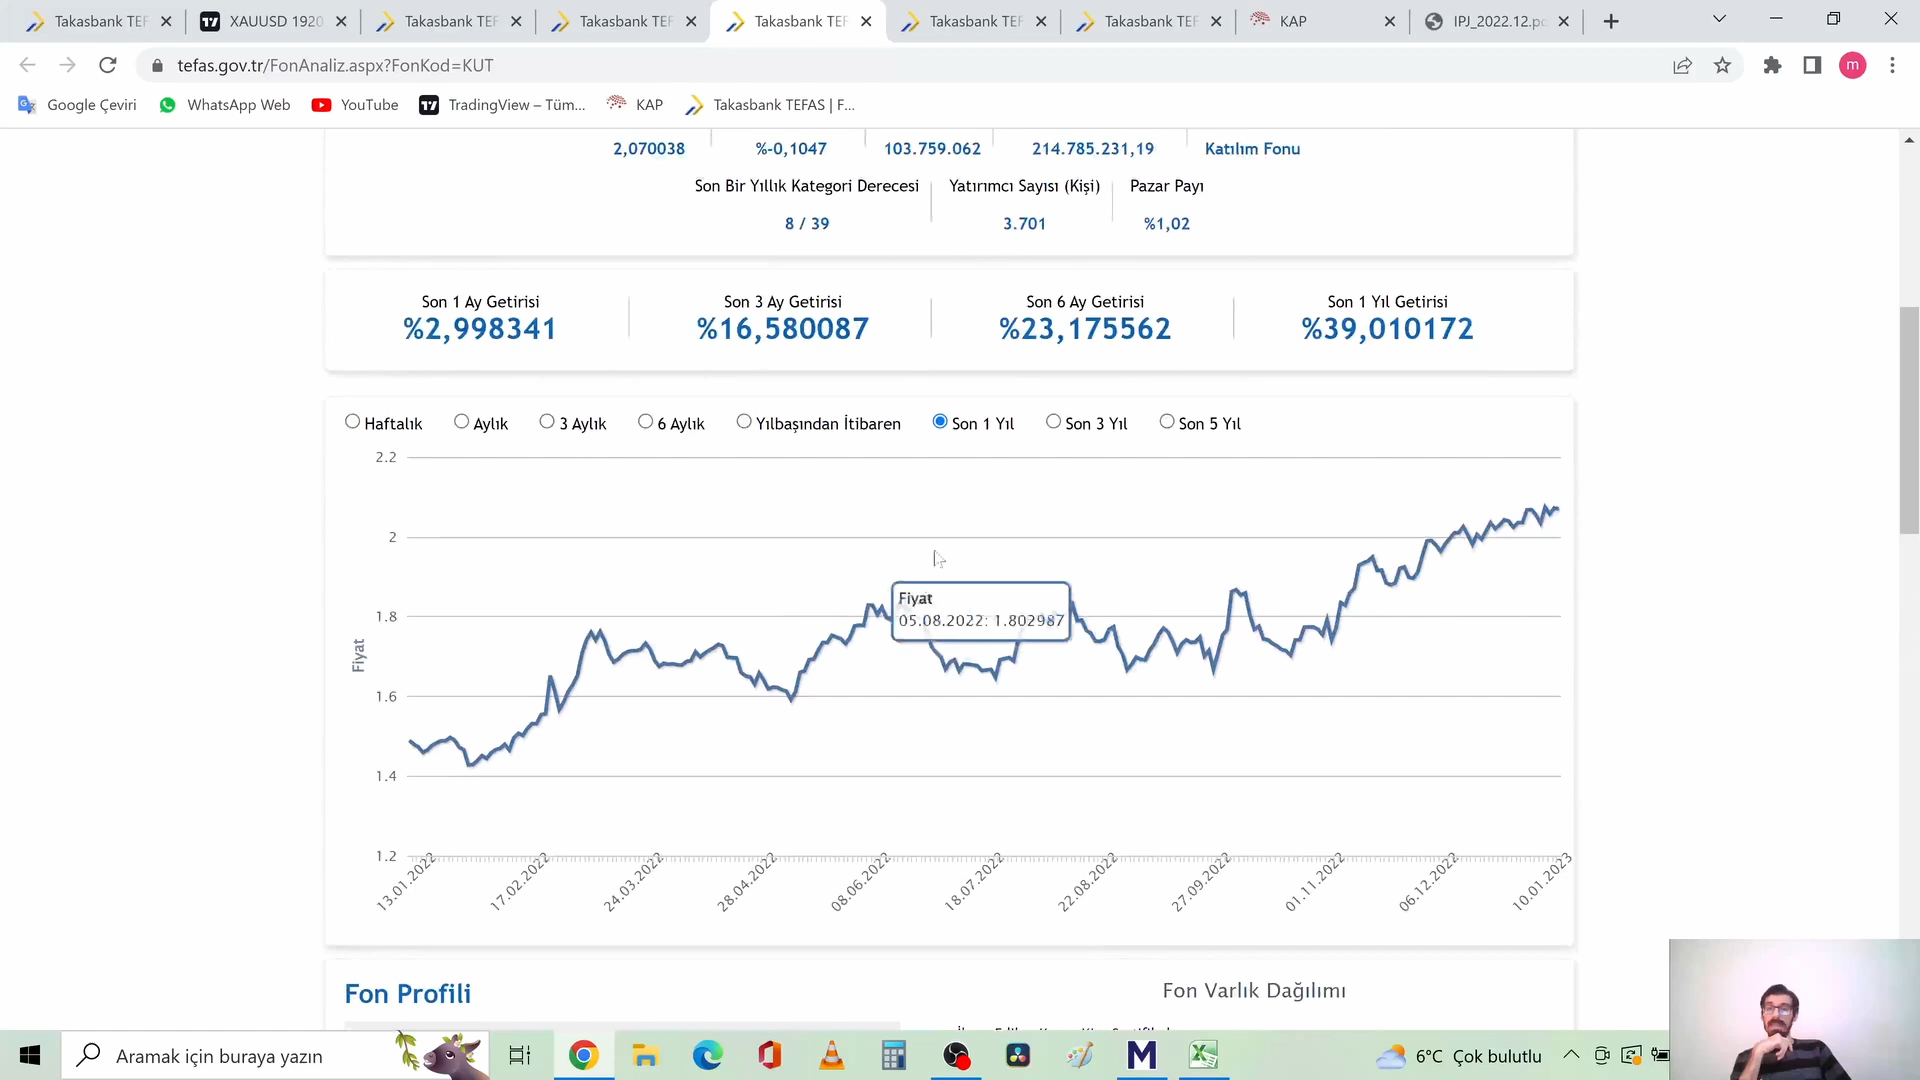 Takasbank TEF
XAUUSD 1920
Takasbank TEF
Takasbank TEF
Takasbank TEF
Takasbank TEF
Takasbank TEF
KAP
IPJ_2022.12.p
tefas.gov.tr/FonAnaliz.aspx?FonKod=KUT
m
Google Çeviri
WhatsApp Web
YouTube
TradingView – Tüm...
KAP
Takasbank TEFAS | F...
2,070038
%-0,1047
103.759.062
214.785.231,19
Katılım Fonu
Son Bir Yıllık Kategori Derecesi
Yatırımcı Sayısı (Kişi)
Pazar Payı
8 / 39
3.701
%1,02
Son 1 Ay Getirisi
Son 3 Ay Getirisi
Son 6 Ay Getirisi
Son 1 Yıl Getirisi
%2,998341
%16,580087
%23,175562
%39,010172
Haftalık
Aylık
3 Aylık
6 Aylık
Yılbaşından İtibaren
Son 1 Yıl
Son 3 Yıl
Son 5 Yıl
2.2
2
1.8
1.6
1.4
1.2
Fiyat
Fiyat
05.08.2022: 1.802987
13.01.2022
17.02.2022
24.03.2022
28.04.2022
08.06.2022
18.07.2022
22.08.2022
27.09.2022
01.11.2022
06.12.2022
10.01.2023
Fon Profili
Fon Varlık Dağılımı
Aramak için buraya yazın
6°C Çok bulutlu